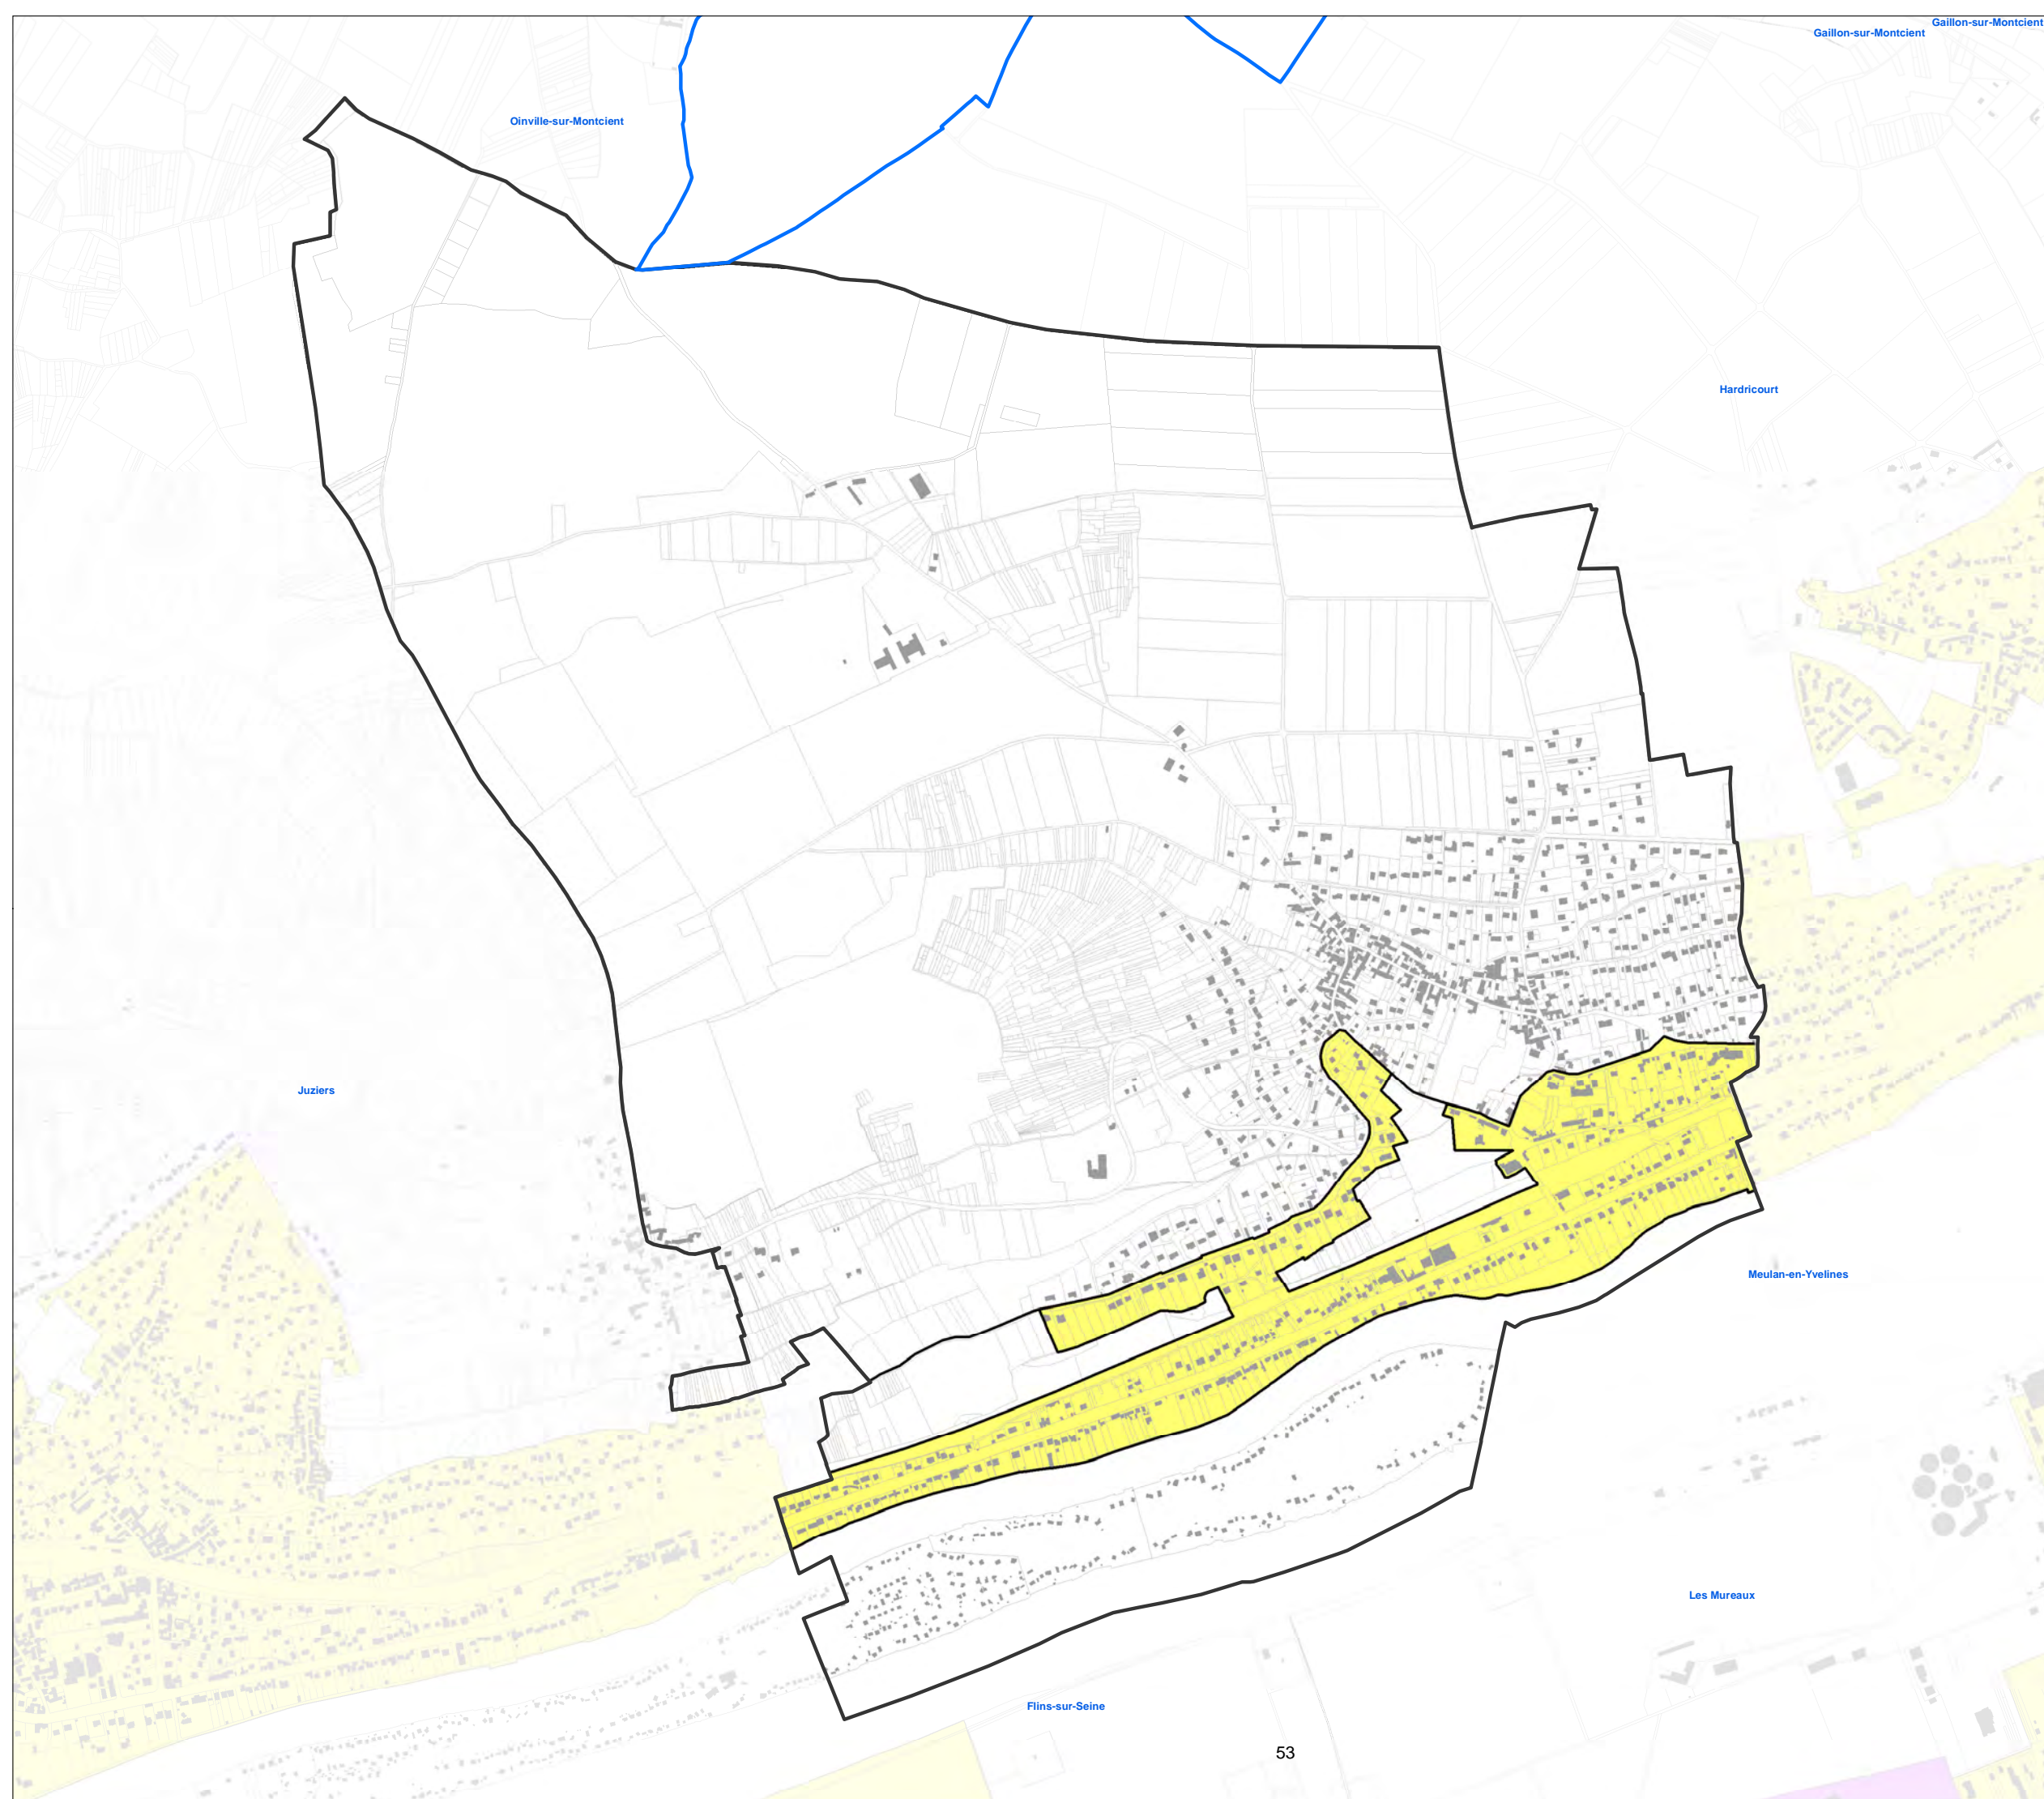 Gaillon-sur-Montcient
Gaillon-sur-Montcient
Oinville-sur-Montcient
Hardricourt
Juziers
Meulan-en-Yvelines
Les Mureaux
Flins-sur-Seine
53